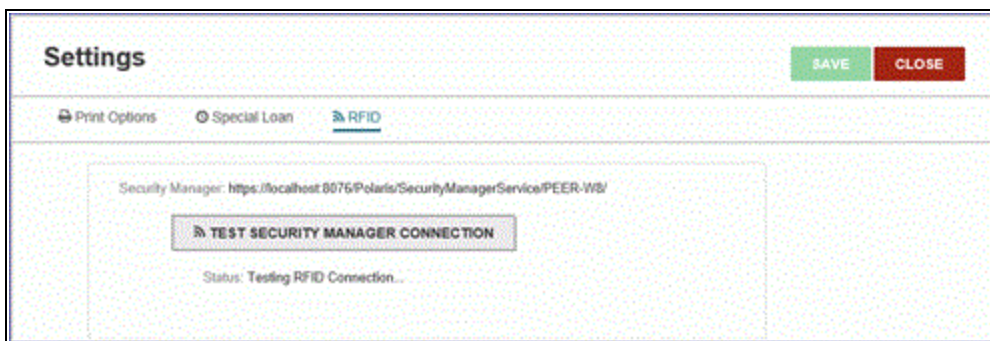 Settings
SAVE
CLOSE
Print Options
Special Loan
RFID
Security Manager: https://localhost:8076/Polaris/SecurityManagerService/PEER-W8/
TEST SECURITY MANAGER CONNECTION
Status: Testing RFID Connection...